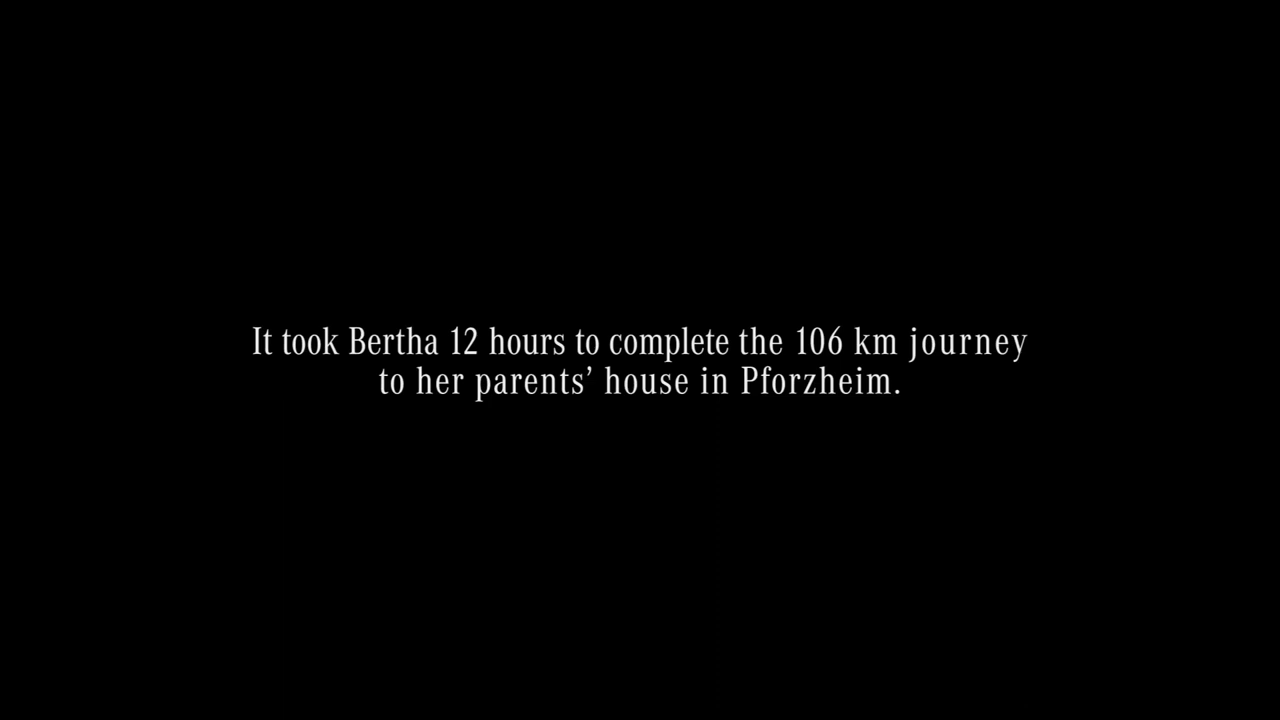 It took Bertha 12 hours to complete the 106 km journey
to her parents’ house in Pforzheim.